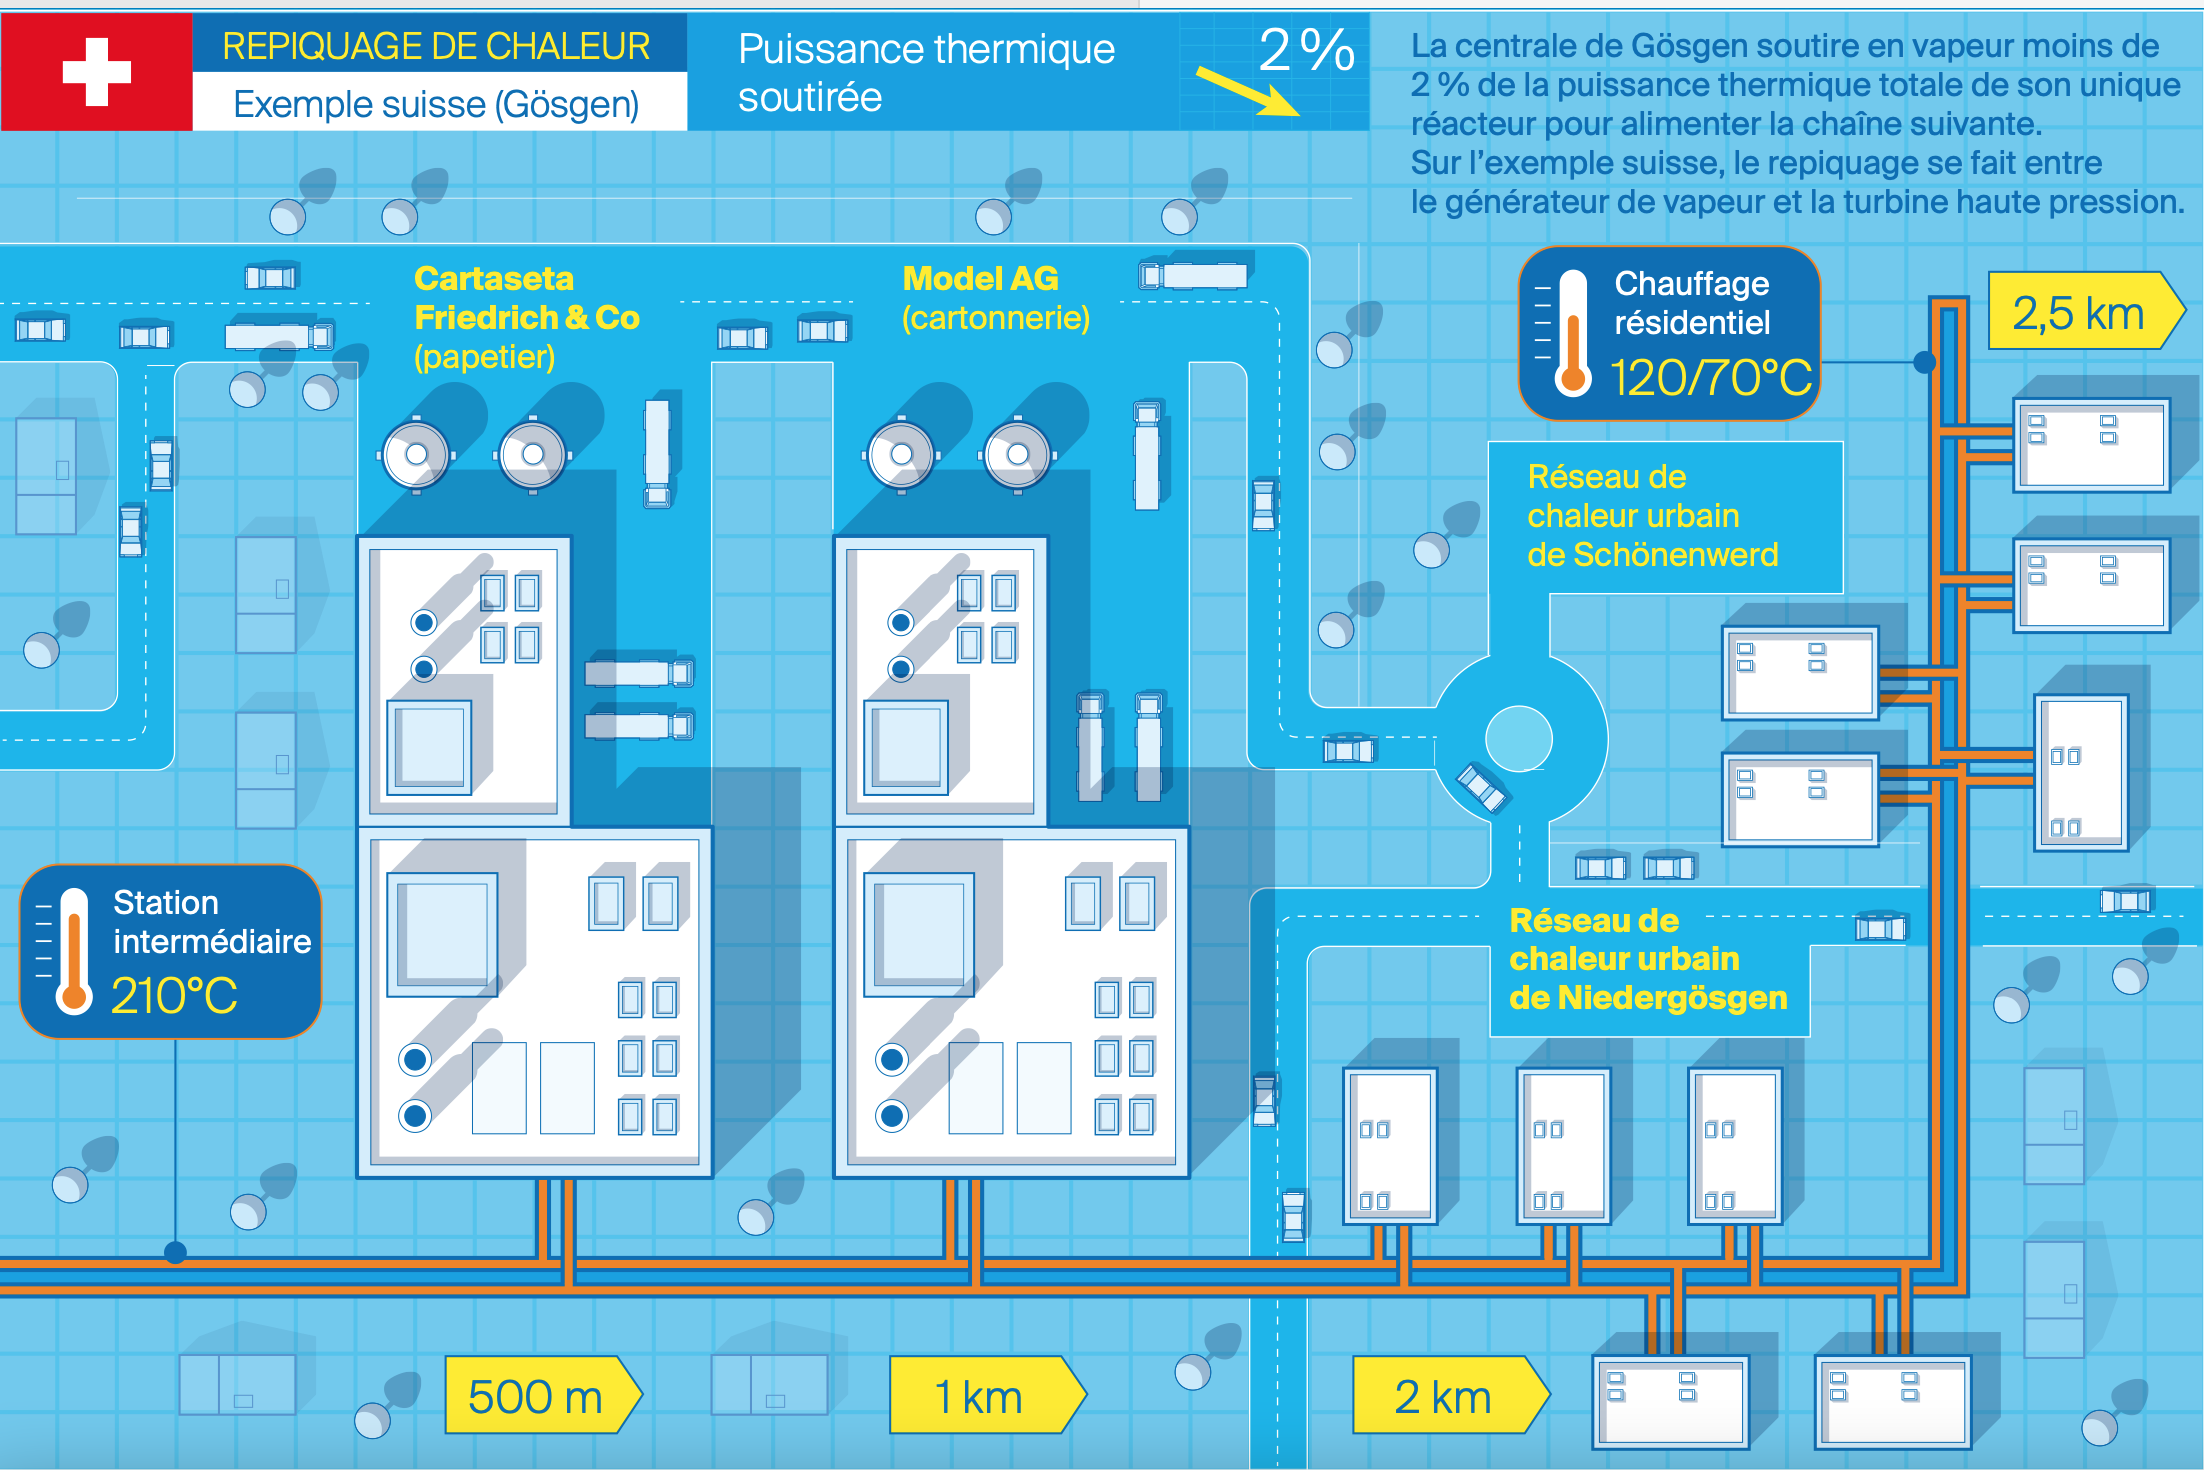 REPIQUAGE DE CHALEUR
Exemple suisse (Gösgen)
Puissance thermique
soutirée
2 %
La centrale de Gösgen soutire en vapeur moins de
2 % de la puissance thermique totale de son unique
réacteur pour alimenter la chaîne suivante.
Sur l'exemple suisse, le repiquage se fait entre
le générateur de vapeur et la turbine haute pression.
Cartaseta
Friedrich & Co
(papetier)
Model AG
(cartonnerie)
Chauffage
résidentiel
120/70°C
2,5 km
Réseau de
chaleur urbain
de Schönenwerd
Station
intermédiaire
210°C
Réseau de
chaleur urbain
de Niedergösgen
500 m
1 km
2 km